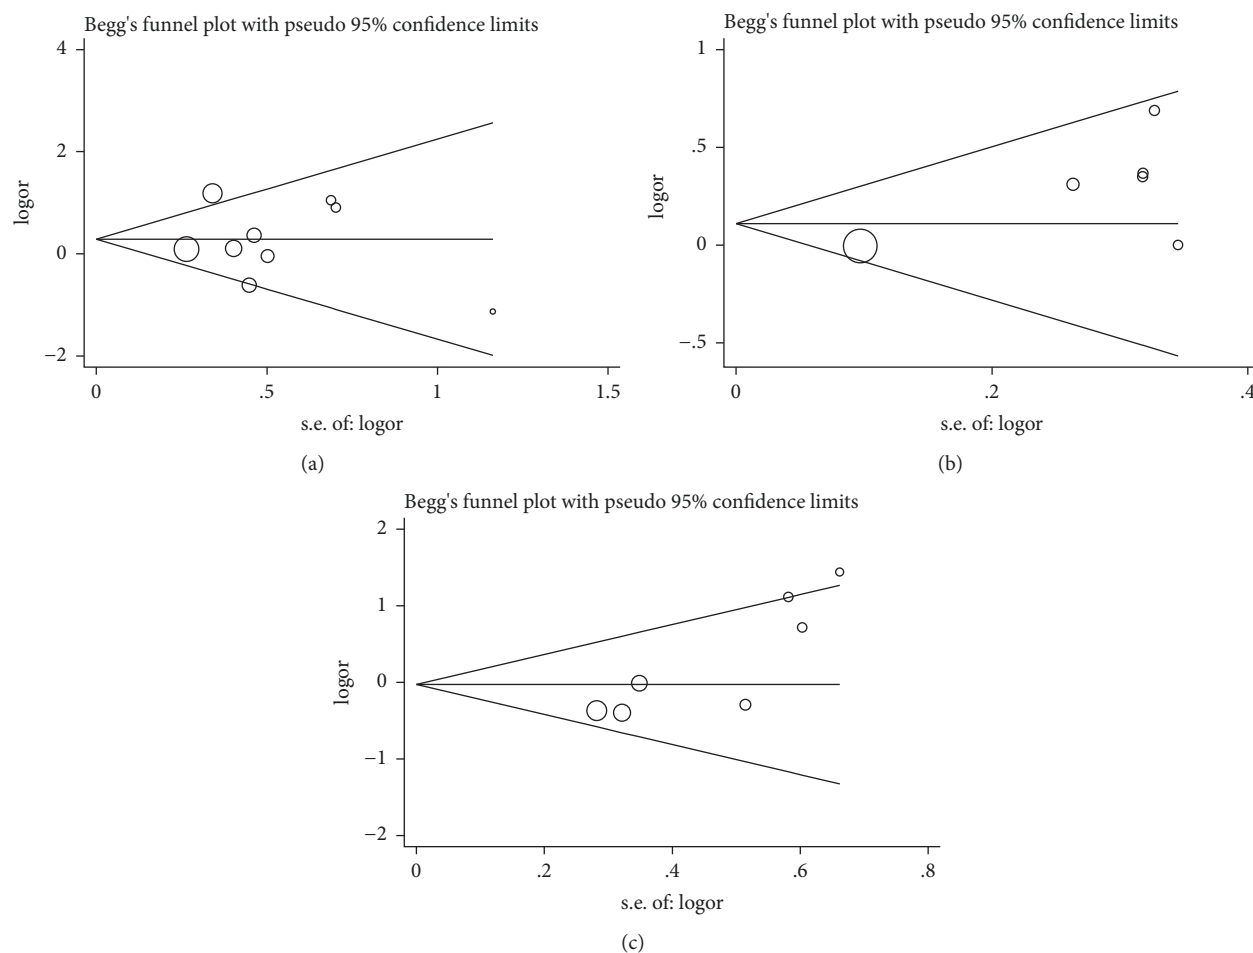 Begg's funnel plot with pseudo 95% confidence limits
4
2
0
−2
logor
0
.5
1
1.5
s.e. of: logor
(a)
Begg's funnel plot with pseudo 95% confidence limits
1
.5
0
−.5
logor
0
.2
.4
s.e. of: logor
(b)
Begg's funnel plot with pseudo 95% confidence limits
2
1
0
−1
−2
logor
0
.2
.4
.6
.8
s.e. of: logor
(c)